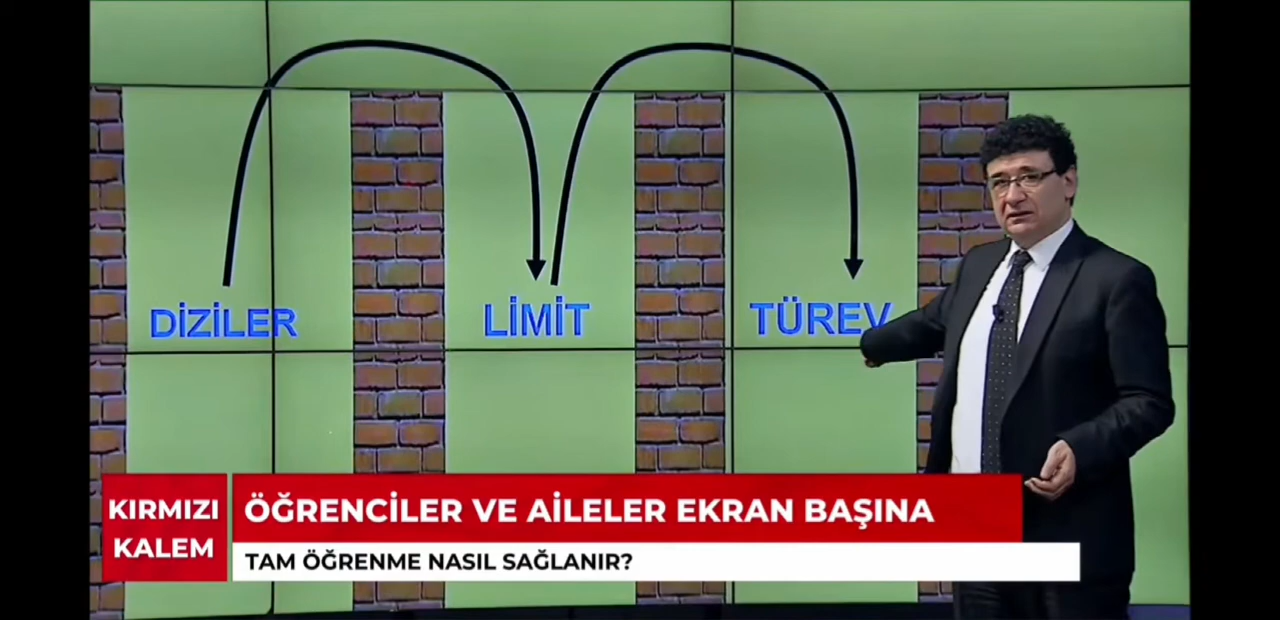 DİZİLER
LİMİT
TÜREV
KIRMIZI
KALEM
ÖĞRENCİLER VE AİLELER EKRAN BAŞINA
TAM ÖĞRENME NASIL SAĞLANIR?